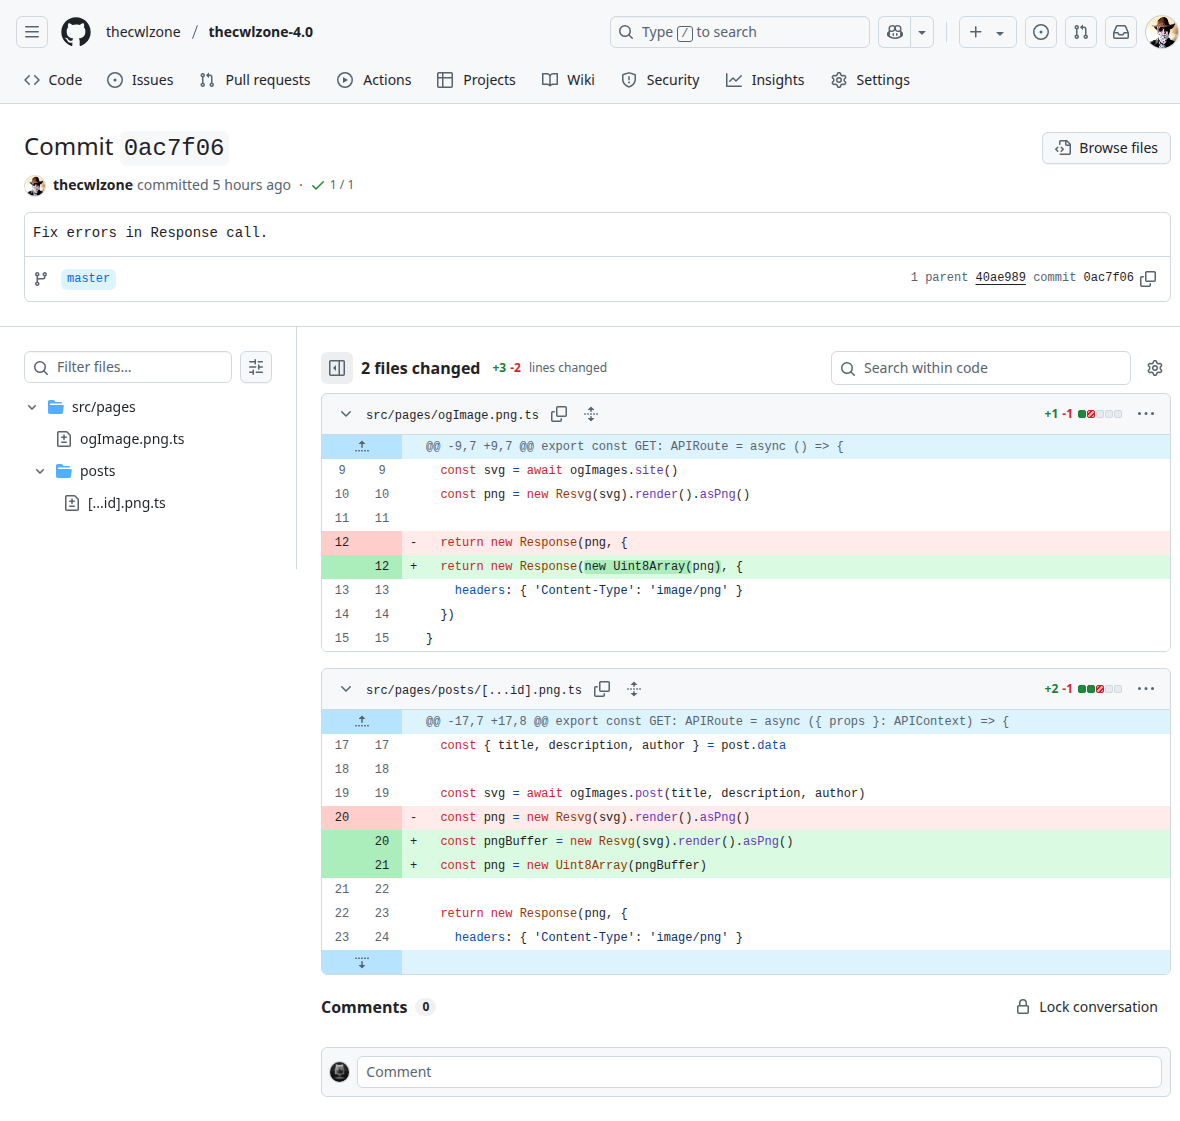 thecwlzone / thecwlzone-4.0
Type / to search
Code Issues Pull requests Actions Projects Wiki Security Insights Settings
Commit 0ac7f06
Browse files
thecwlzone committed 5 hours ago · 1 / 1
Fix errors in Response call.
master
1 parent 40ae989 commit 0ac7f06
Filter files...
src/pages
ogImage.png.ts
posts
[...id].png.ts
2 files changed +3 -2 lines changed
Search within code
src/pages/ogImage.png.ts
+1 -1
@@ -9,7 +9,7 @@ export const GET: APIRoute = async () => {
9 9 const svg = await ogImages.site()
10 10 const png = new Resvg(svg).render().asPng()
11 11
12 - return new Response(png, {
12 + return new Response(new Uint8Array(png), {
13 13 headers: { 'Content-Type': 'image/png' }
14 14 })
15 15 }
src/pages/posts/[...id].png.ts
+2 -1
@@ -17,7 +17,8 @@ export const GET: APIRoute = async ({ props }: APIContext) => {
17 17 const { title, description, author } = post.data
18 18
19 19 const svg = await ogImages.post(title, description, author)
20 - const png = new Resvg(svg).render().asPng()
20 + const pngBuffer = new Resvg(svg).render().asPng()
21 + const png = new Uint8Array(pngBuffer)
21 22
22 23 return new Response(png, {
23 24 headers: { 'Content-Type': 'image/png' }
Comments 0
Lock conversation
Comment